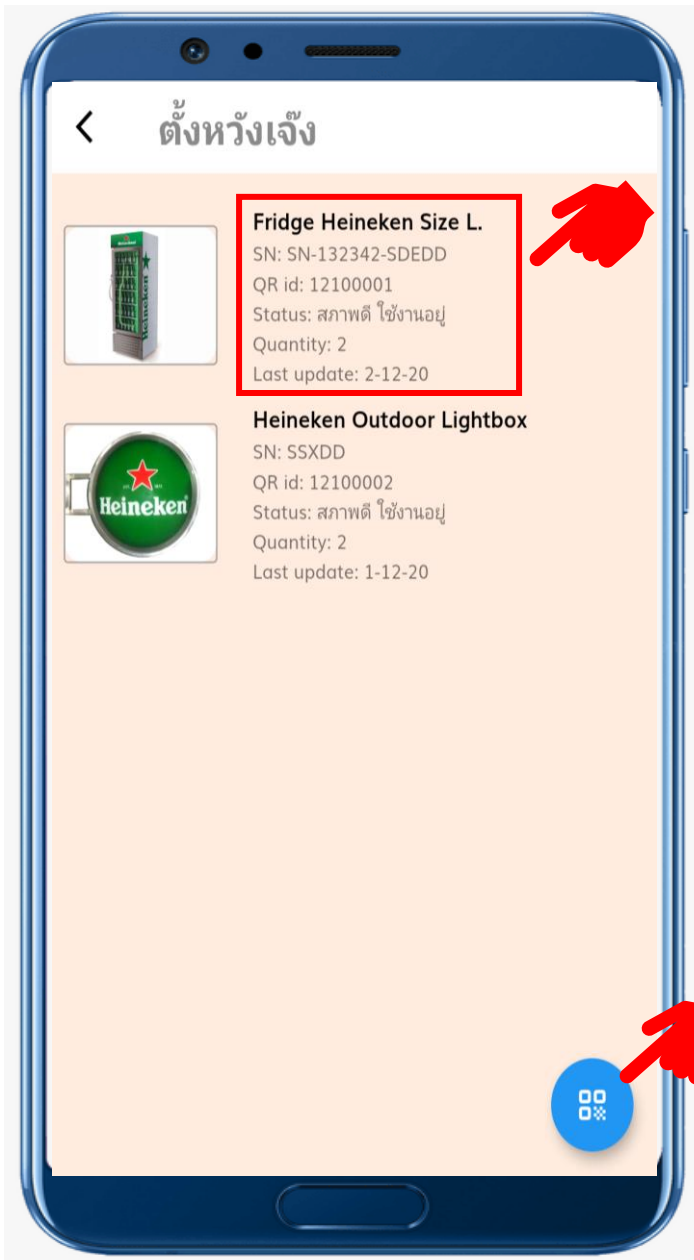 ตั้งหวังเจ๊ง
Fridge Heineken Size L.
SN: SN-132342-SDEDD
QR id: 12100001
Status: สภาพดี ใช้งานอยู่
Quantity: 2
Last update: 2-12-20
Heineken
Heineken Outdoor Lightbox
SN: SSXDD
QR id: 12100002
Status: สภาพดี ใช้งานอยู่
Quantity: 2
Last update: 1-12-20
Heineken